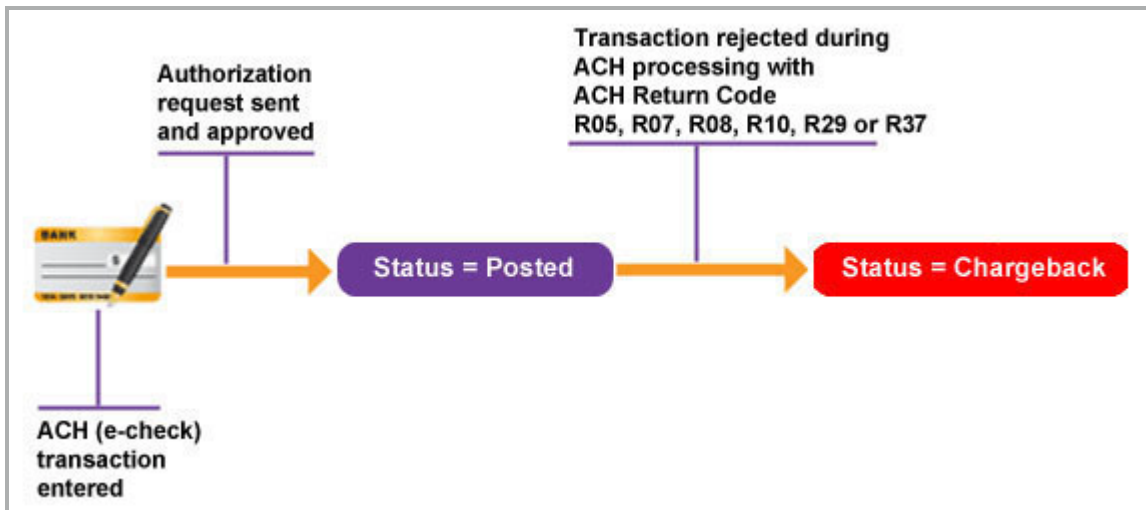 Authorization
request sent
and approved
Transaction rejected during
ACH processing with
ACH Return Code
R05, R07, R08, R10, R29 or R37
BANK
$
Status = Posted
Status = Chargeback
ACH (e-check)
transaction
entered